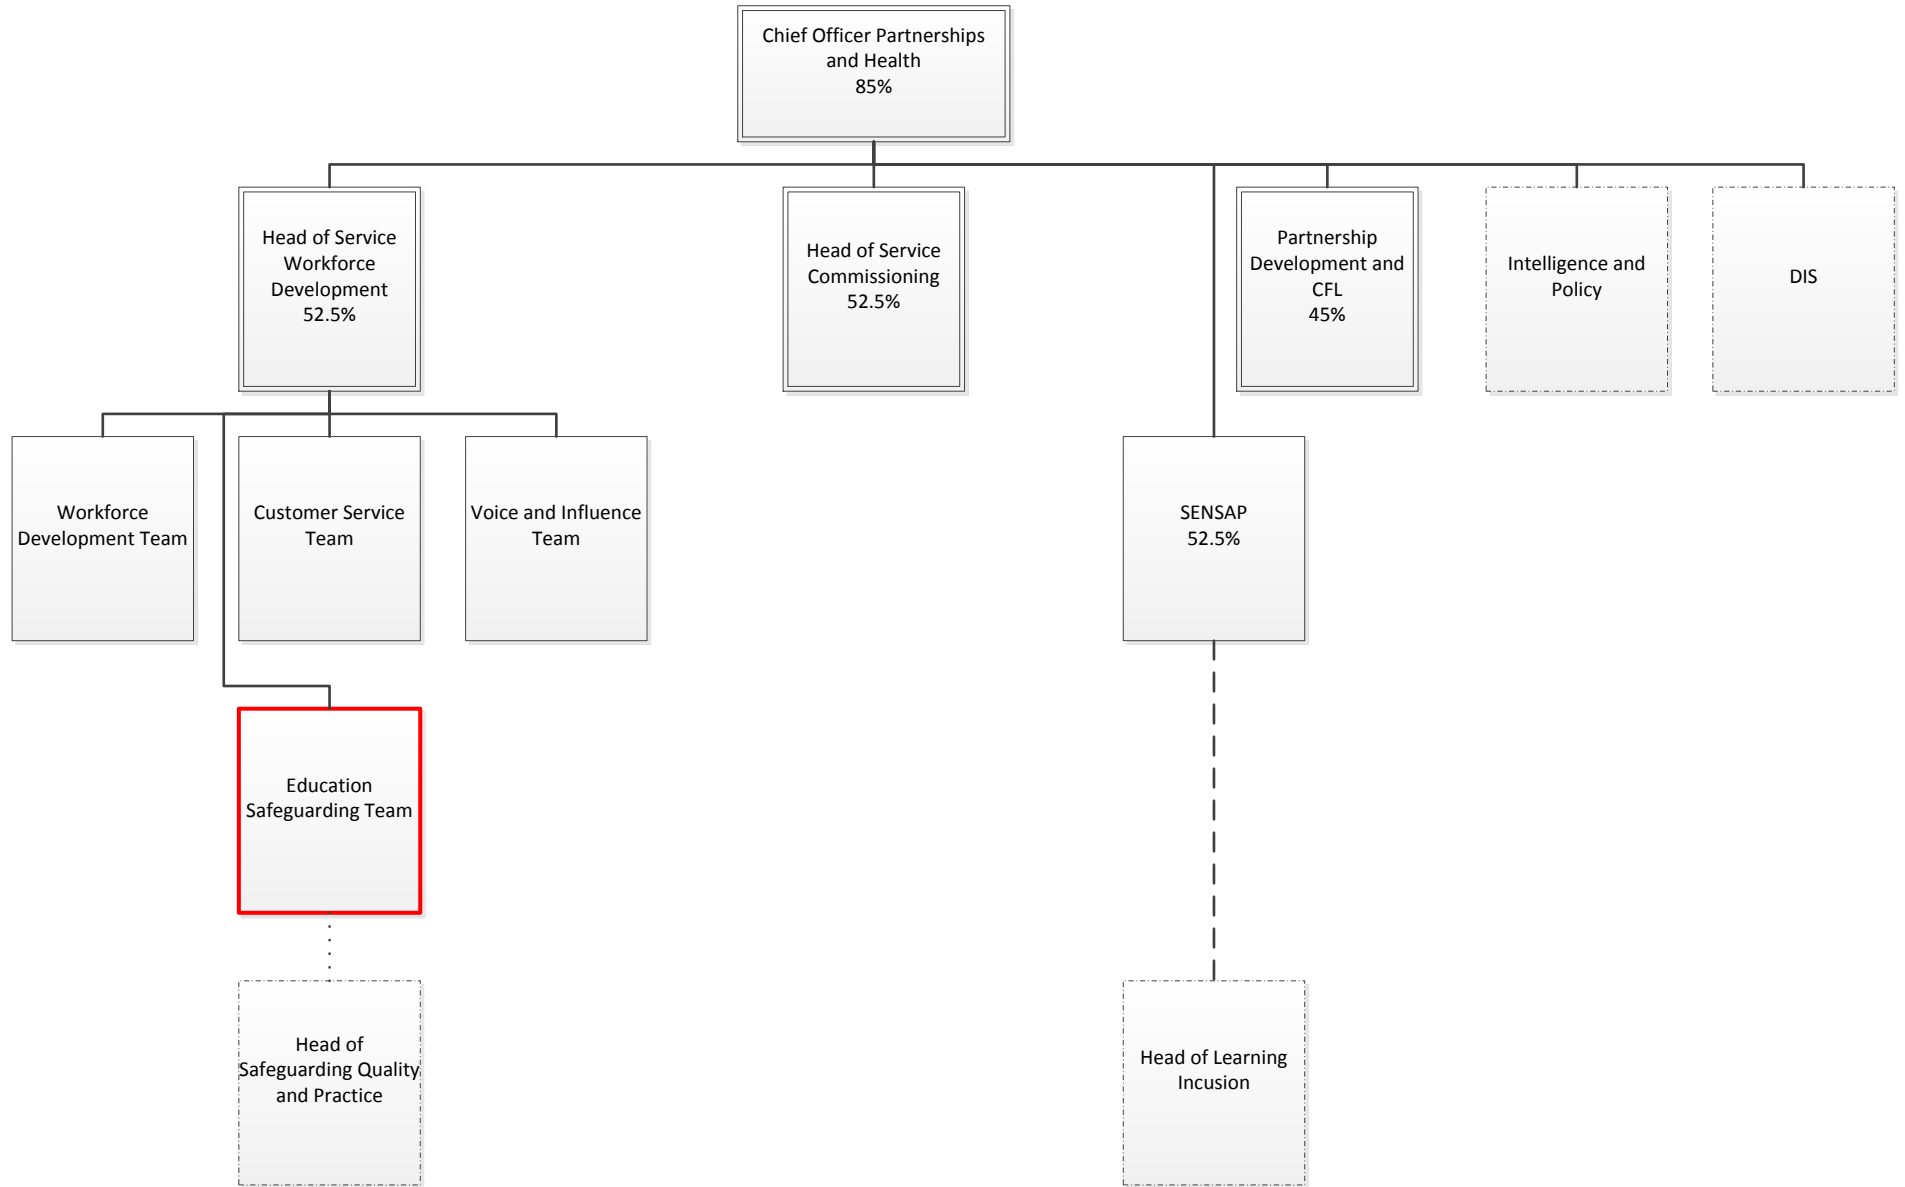 Chief Officer Partnerships
and Health
85%
Head of Service
Workforce
Development
52.5%
Head of Service
Commissioning
52.5%
Partnership
Development and
CFL
45%
Intelligence and
Policy
DIS
Workforce
Development Team
Customer Service
Team
Voice and Influence
Team
SENSAP
52.5%
Education
Safeguarding Team
Head of
Safeguarding Quality
and Practice
Head of Learning
Incusion